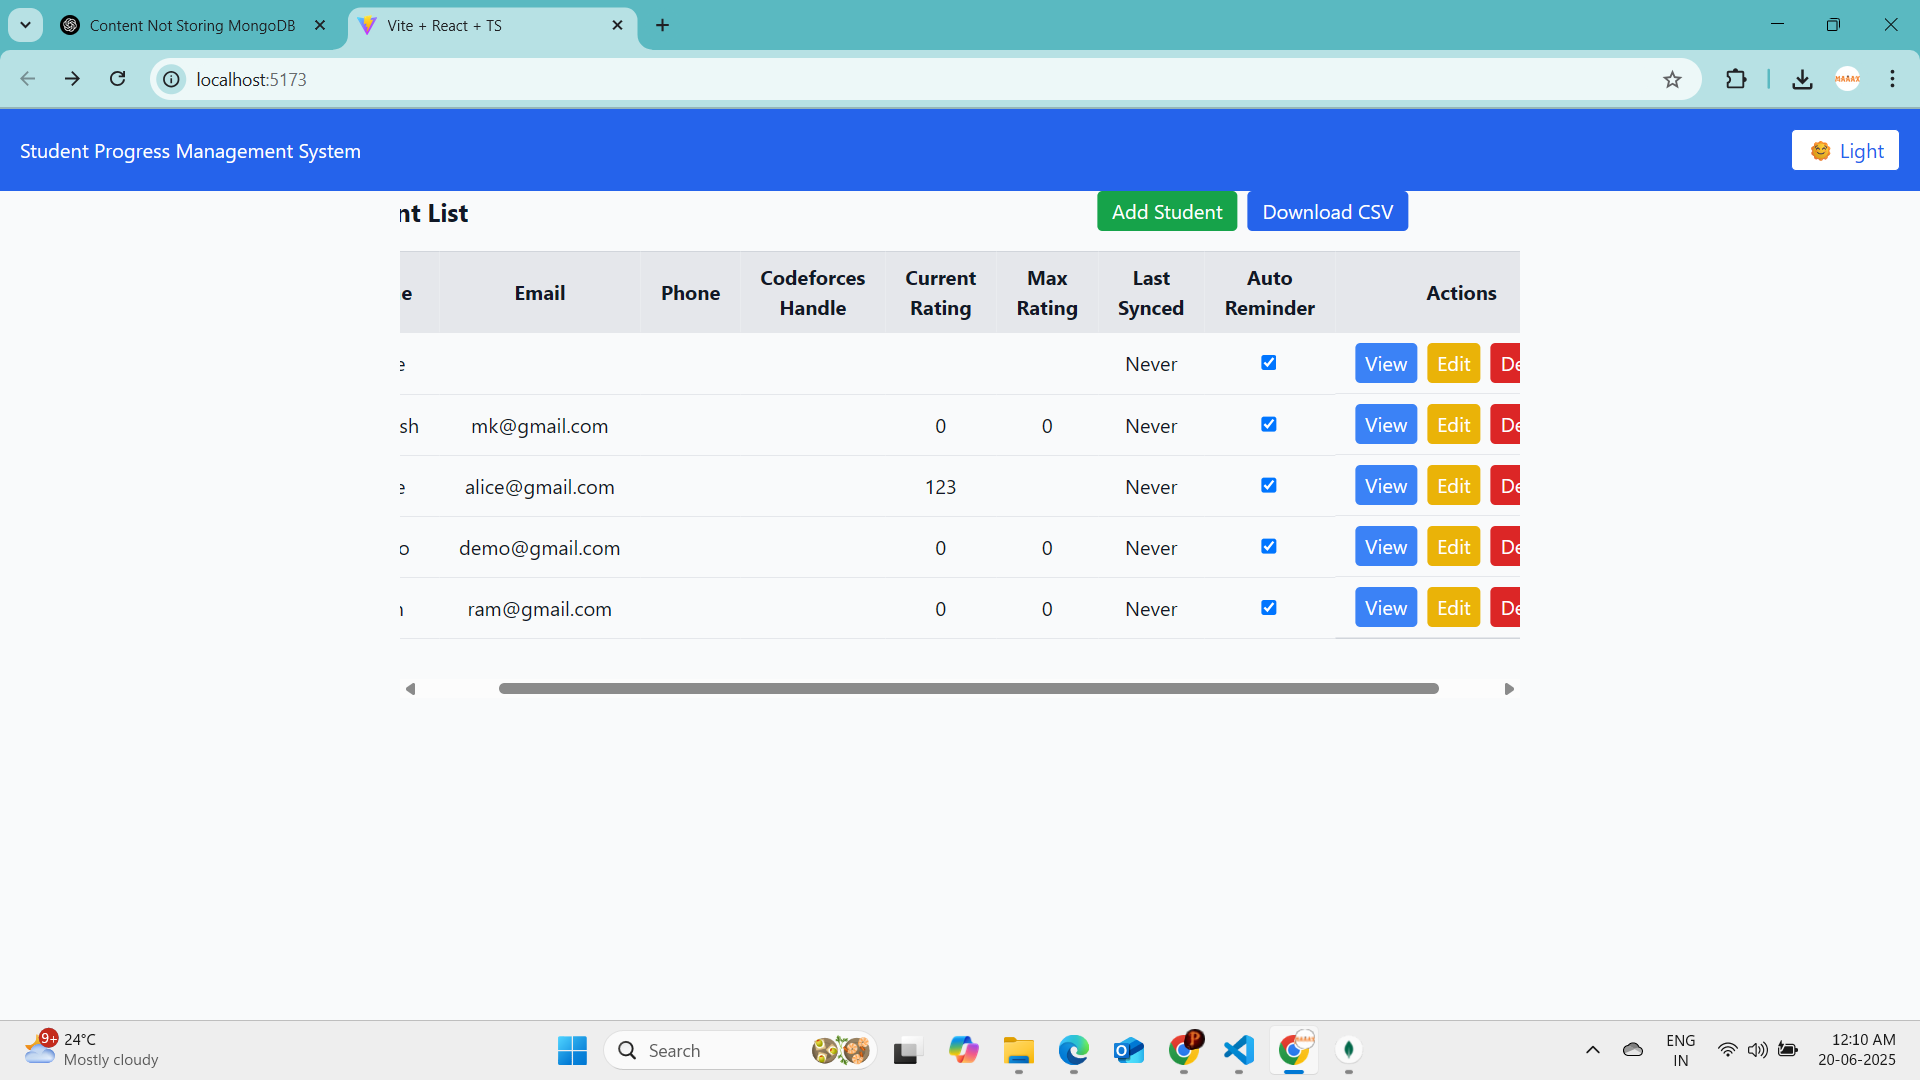 Content Not Storing MongoDB
Vite + React + TS
localhost:5173
MAAAX
Student Progress Management System
Light
nt List
Add Student
Download CSV
e Email Phone Codeforces Handle Current Rating Max Rating Last Synced Auto Reminder Actions
e Never View Edit De
sh mk@gmail.com 0 0 Never View Edit De
e alice@gmail.com 123 Never View Edit De
o demo@gmail.com 0 0 Never View Edit De
ram@gmail.com 0 0 Never View Edit De
9+
24°C
Mostly cloudy
Search
P
ENG
IN
12:10 AM
20-06-2025